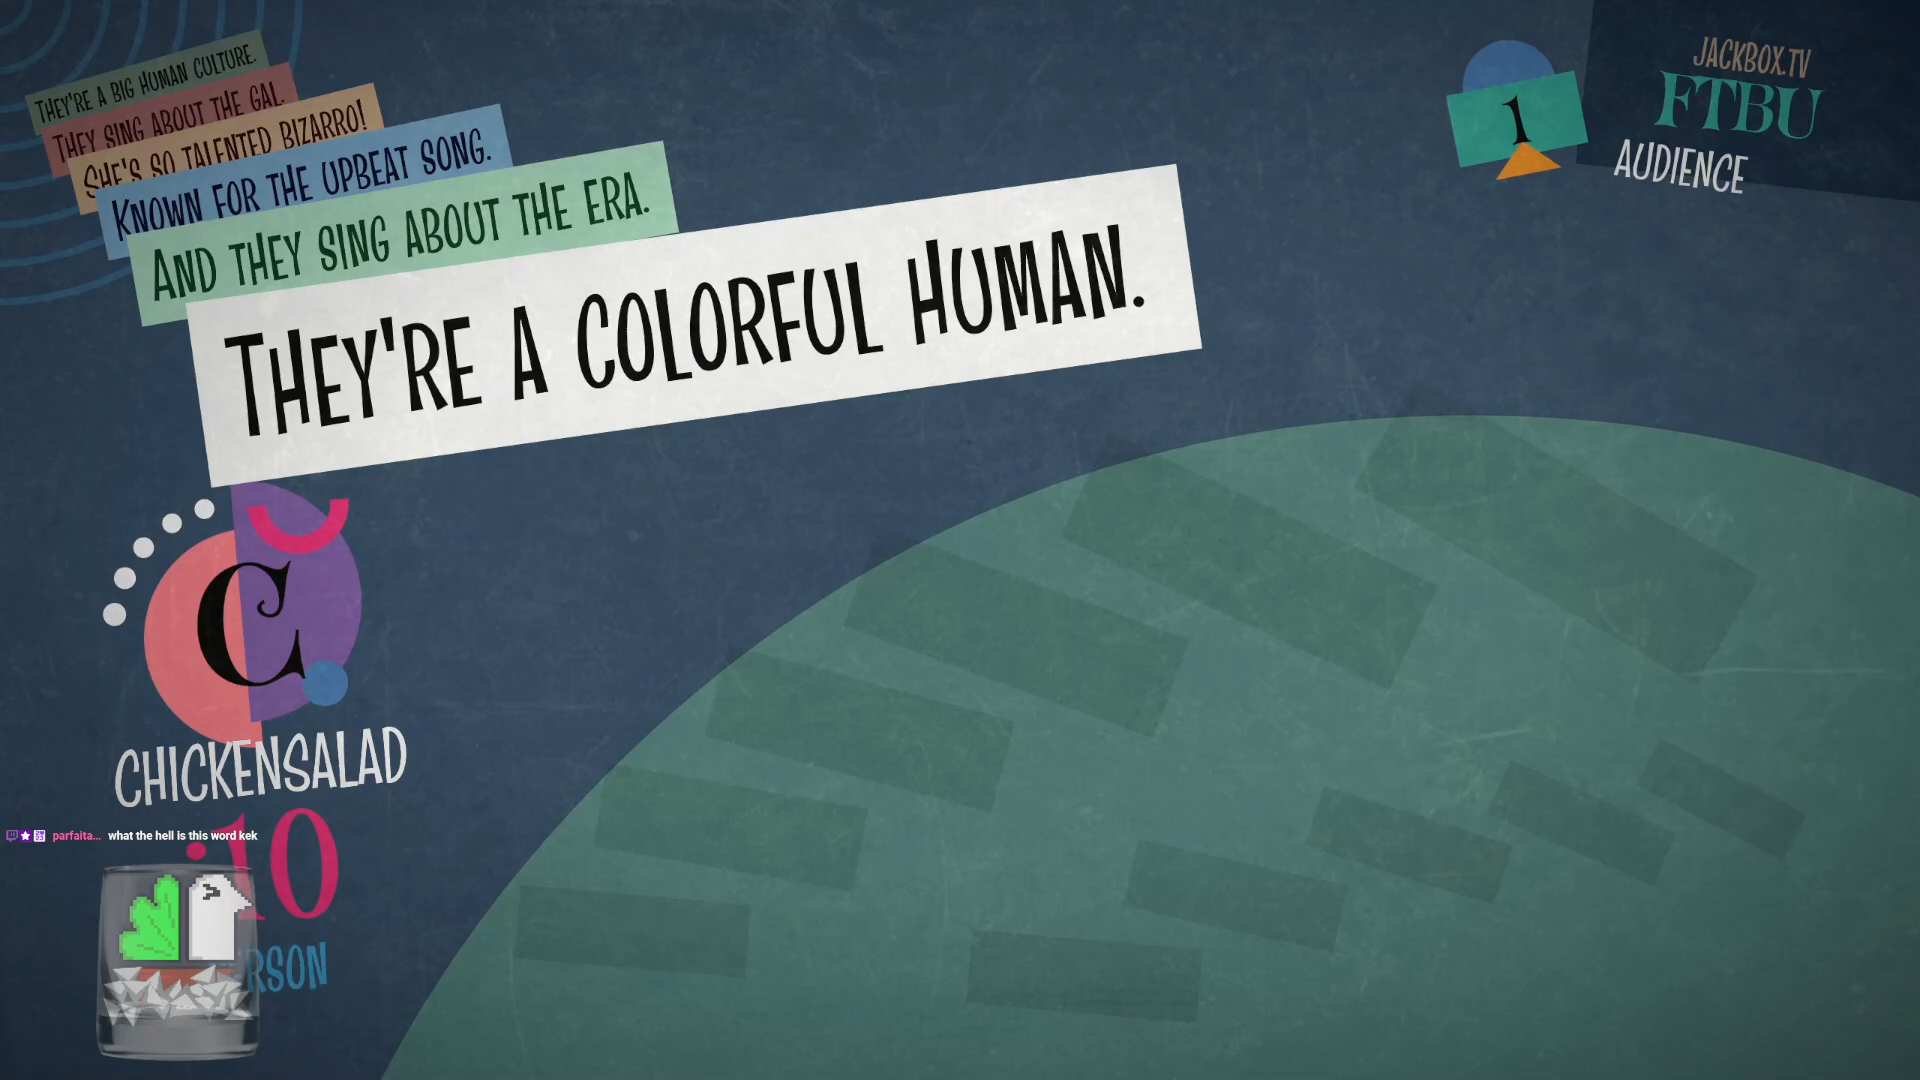 THEY'RE A BIG HUMAN CULTURE.
THEY SING ABOUT THE GAL.
SHE'S SO TALENTED BIZARRO!
KNOWN FOR THE UPBEAT SONG.
AND THEY SING ABOUT THE ERA.
THEY'RE A COLORFUL HUMAN.
JACKBOX.TV
FTBU
1
AUDIENCE
C
CHICKENSALAD
parfaita... what the hell is this word kek
:10